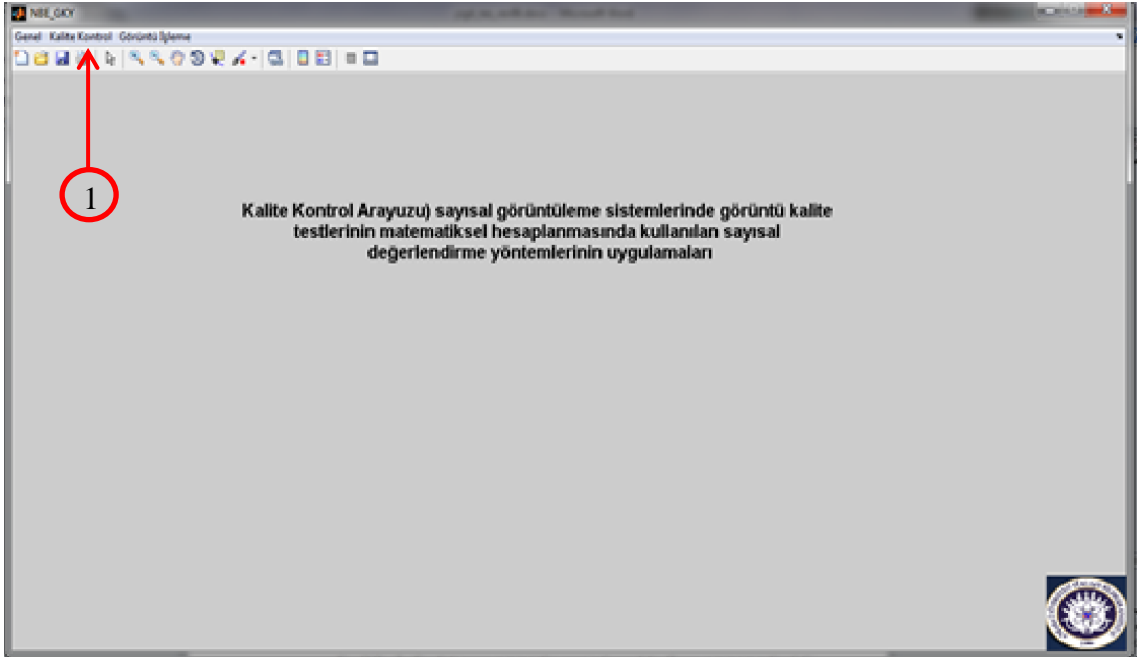 NBE_GKY
Genel Kalite Kontrol Görüntü İşleme
1
Kalite Kontrol Arayuzu) sayısal görüntüleme sistemlerinde görüntü kalite
testlerinin matematiksel hesaplanmasında kullanılan sayısal
değerlendirme yöntemlerinin uygulamaları